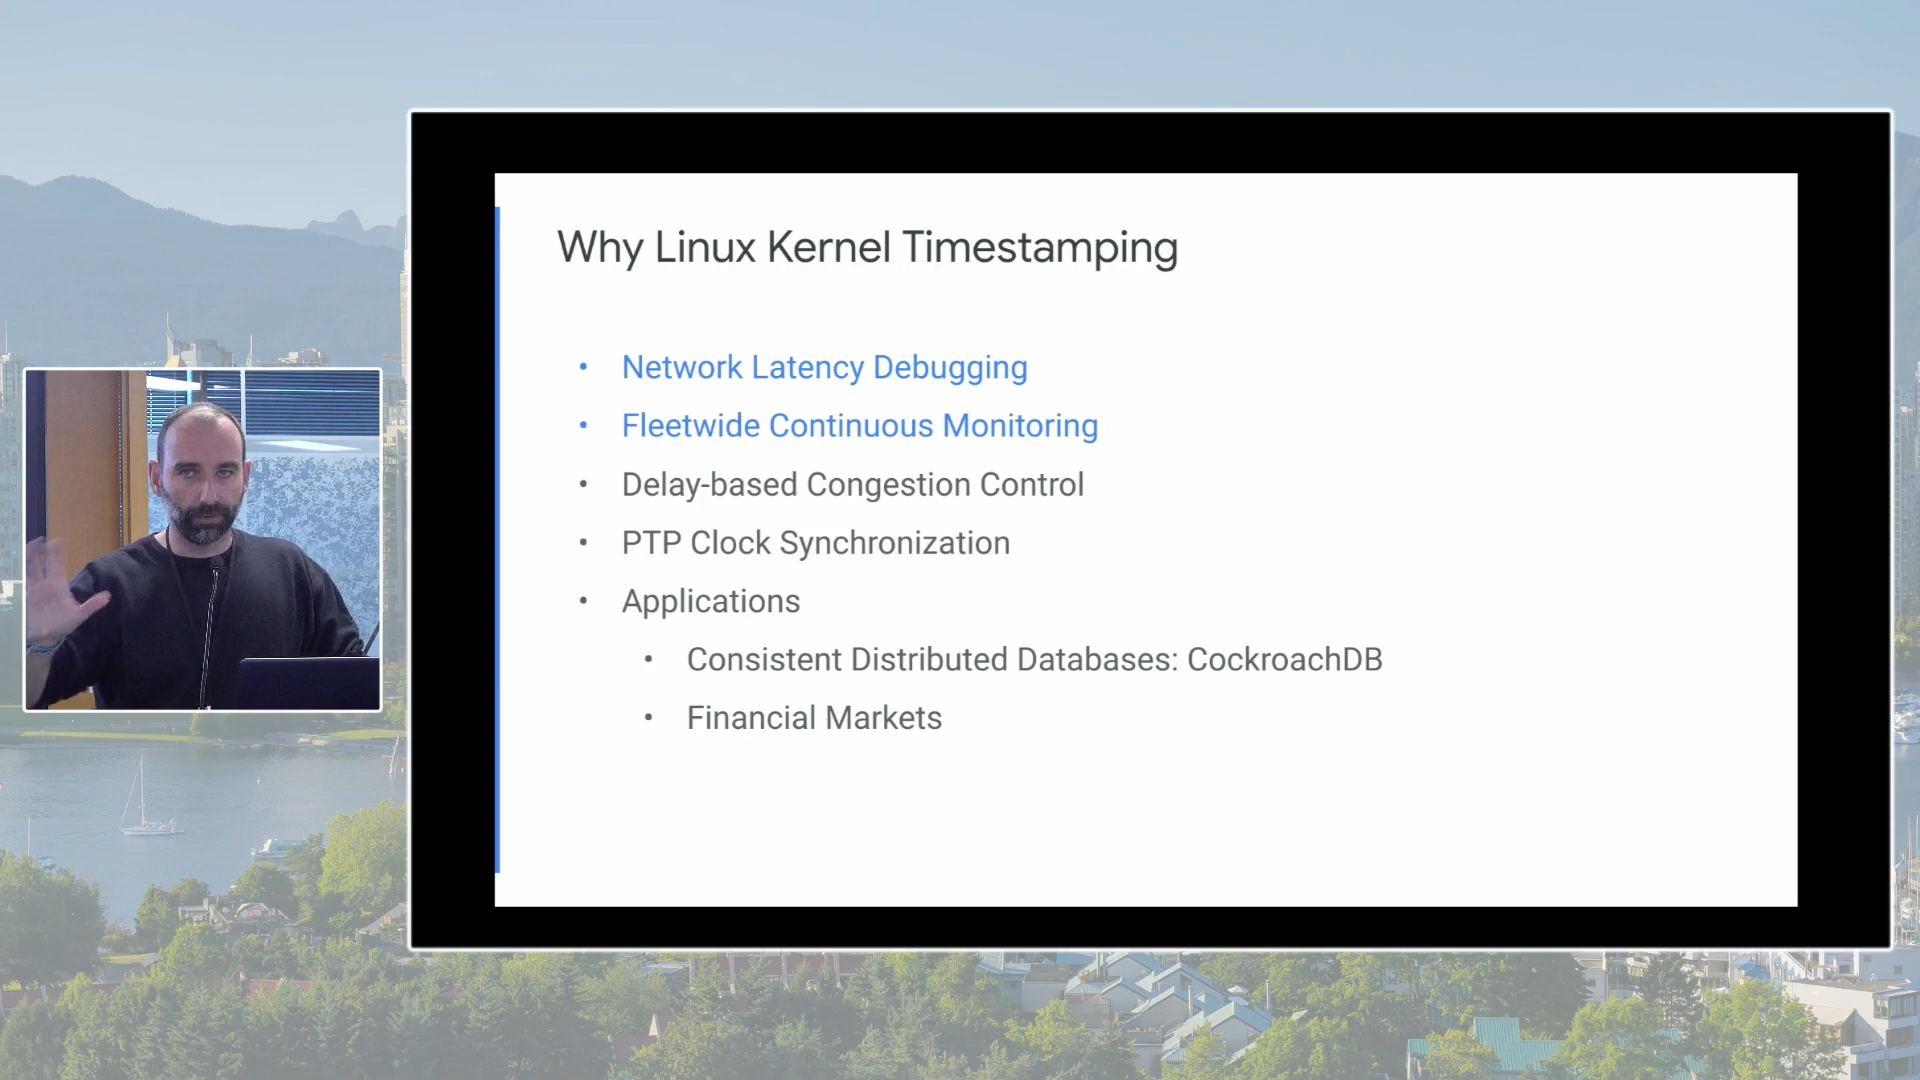 Why Linux Kernel Timestamping
• Network Latency Debugging
• Fleetwide Continuous Monitoring
• Delay-based Congestion Control
• PTP Clock Synchronization
• Applications
• Consistent Distributed Databases: CockroachDB
• Financial Markets